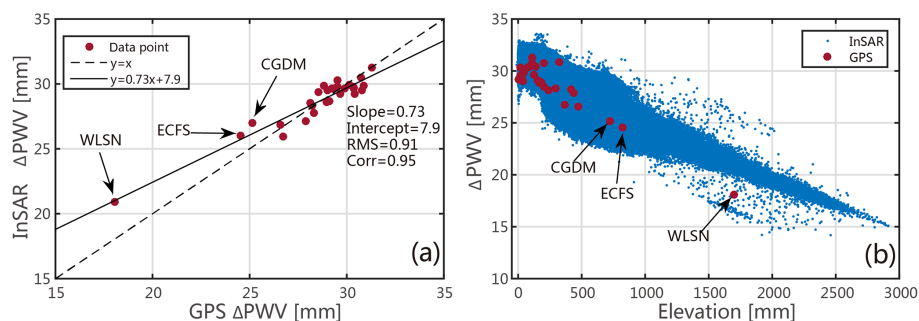 35
30
25
20
15
15
20
25
30
35
InSAR ΔPWV [mm]
GPS ΔPWV [mm]
Data point
y=x
y=0.73x+7.9
CGDM
ECFS
WLSN
Slope=0.73
Intercept=7.9
RMS=0.91
Corr=0.95
(a)
35
30
25
20
15
10
0
500
1000
1500
2000
2500
3000
ΔPWV [mm]
Elevation [mm]
InSAR
GPS
CGDM
ECFS
WLSN
(b)